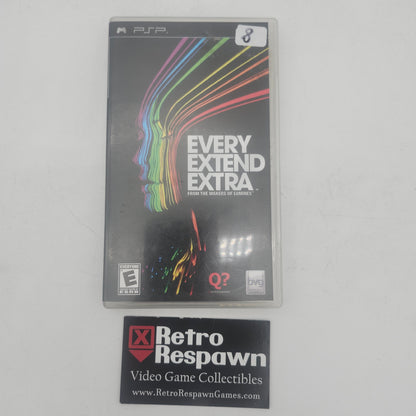 PSP
8
EVERY
EXTEND
EXTRA
FROM THE MAKERS OF LUMINES
EVERYONE
E
ESRB
Q?
BVG
Retro
Respawn
Video Game Collectibles
www.RetroRespawnGames.com